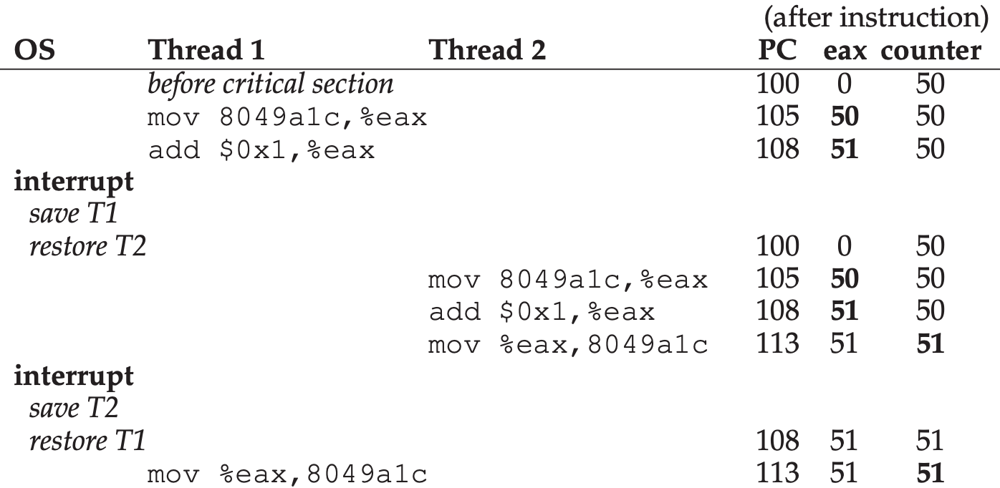 (after instruction)
OS Thread 1 Thread 2 PC eax counter
before critical section 100 0 50
mov 8049a1c,%eax 105 50 50
add $0x1,%eax 108 51 50
interrupt
save T1
restore T2 100 0 50
mov 8049a1c,%eax 105 50 50
add $0x1,%eax 108 51 50
mov %eax,8049a1c 113 51 51
interrupt
save T2
restore T1 108 51 51
mov %eax,8049a1c 113 51 51